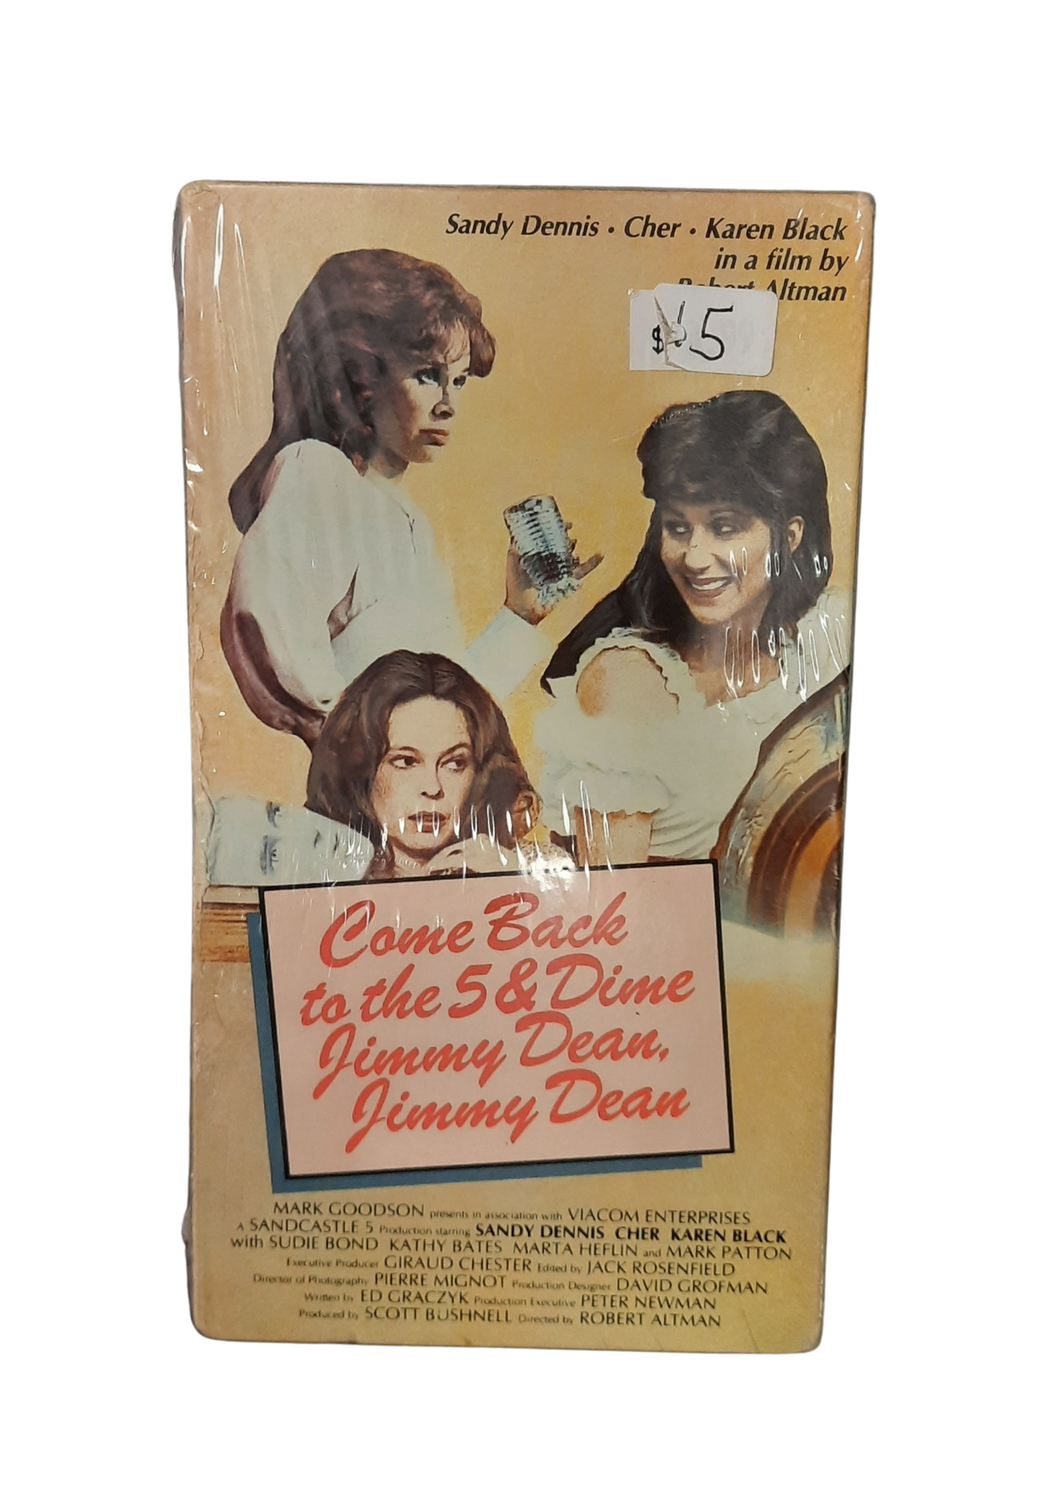 Sandy Dennis • Cher • Karen Black
in a film by
Robert Altman
$ 5
Come Back
to the 5 & Dime
Jimmy Dean,
Jimmy Dean
MARK GOODSON presents in association with VIACOM ENTERPRISES
A SANDCASTLE 5 Production starring SANDY DENNIS CHER KAREN BLACK
with SUDIE BOND KATHY BATES MARTA HEFLIN and MARK PATTON
Executive Producer GIRAUD CHESTER Edited by JACK ROSENFIELD
Director of Photography PIERRE MIGNOT Production Designer DAVID GROPMAN
Written by ED GRACZYK Production Executive PETER NEWMAN
Produced by SCOTT BUSHNELL Directed by ROBERT ALTMAN